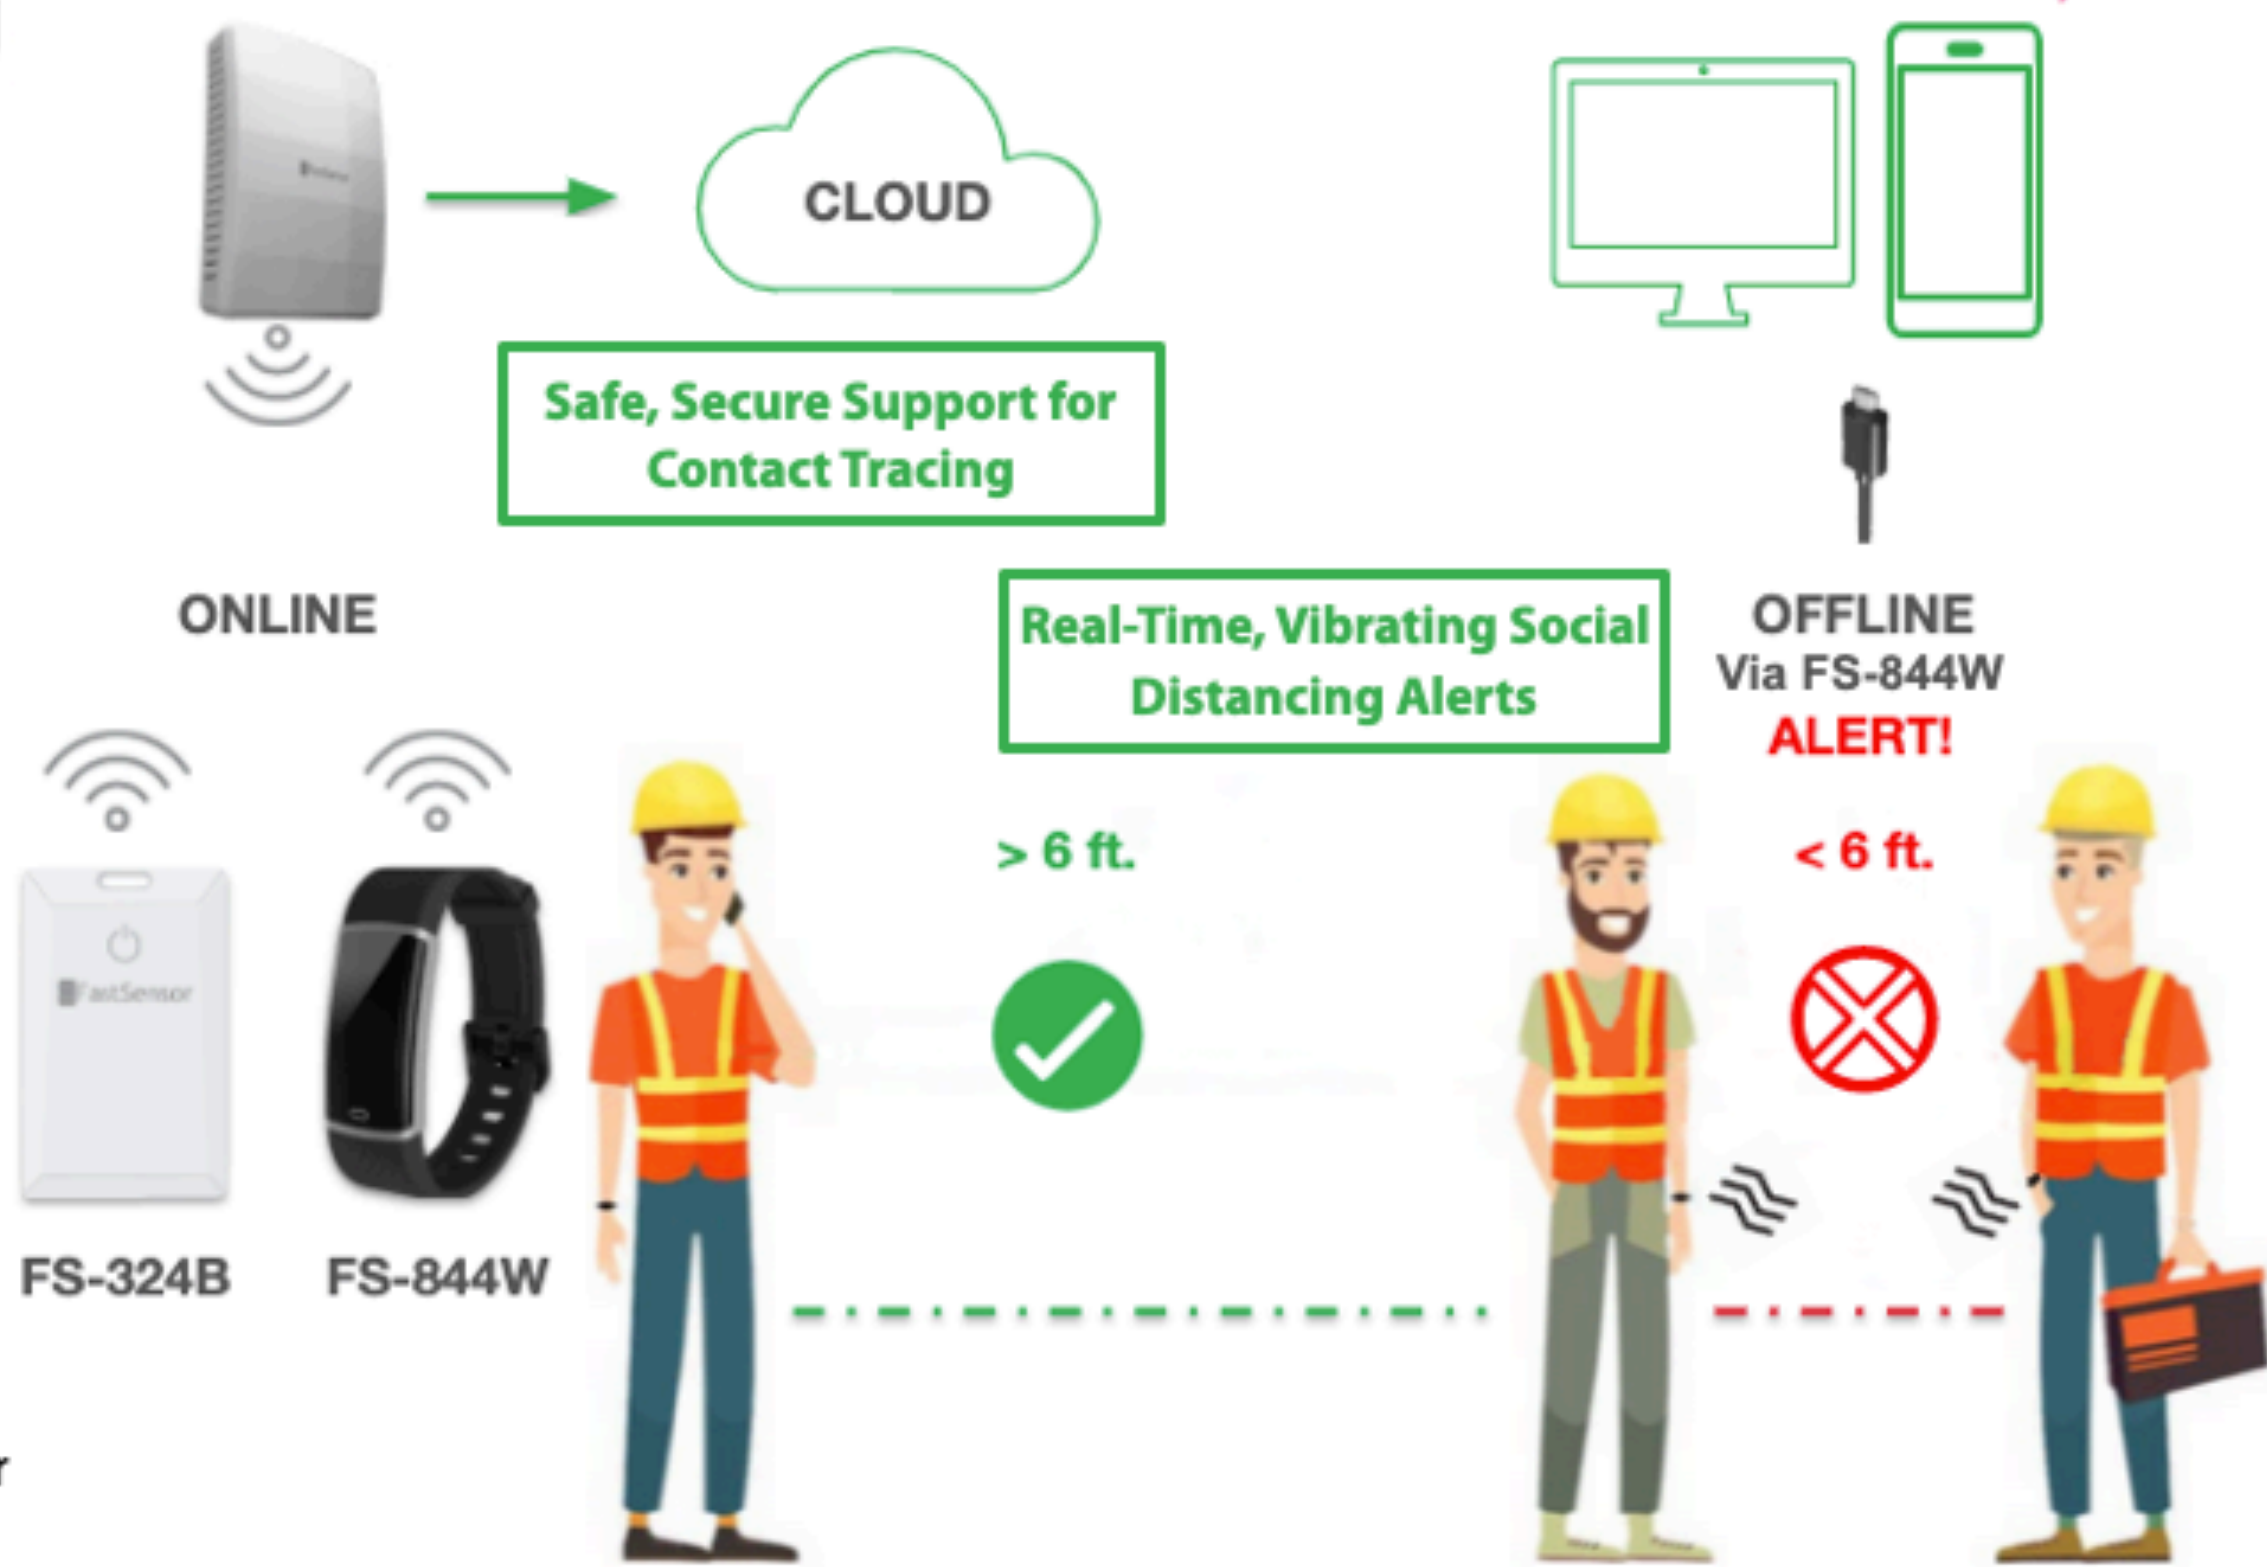 CLOUD
Safe, Secure Support for
Contact Tracing
ONLINE
Real-Time, Vibrating Social
Distancing Alerts
OFFLINE
Via FS-844W
ALERT!
> 6 ft.
< 6 ft.
FastSensor
FS-324B
FS-844W
r